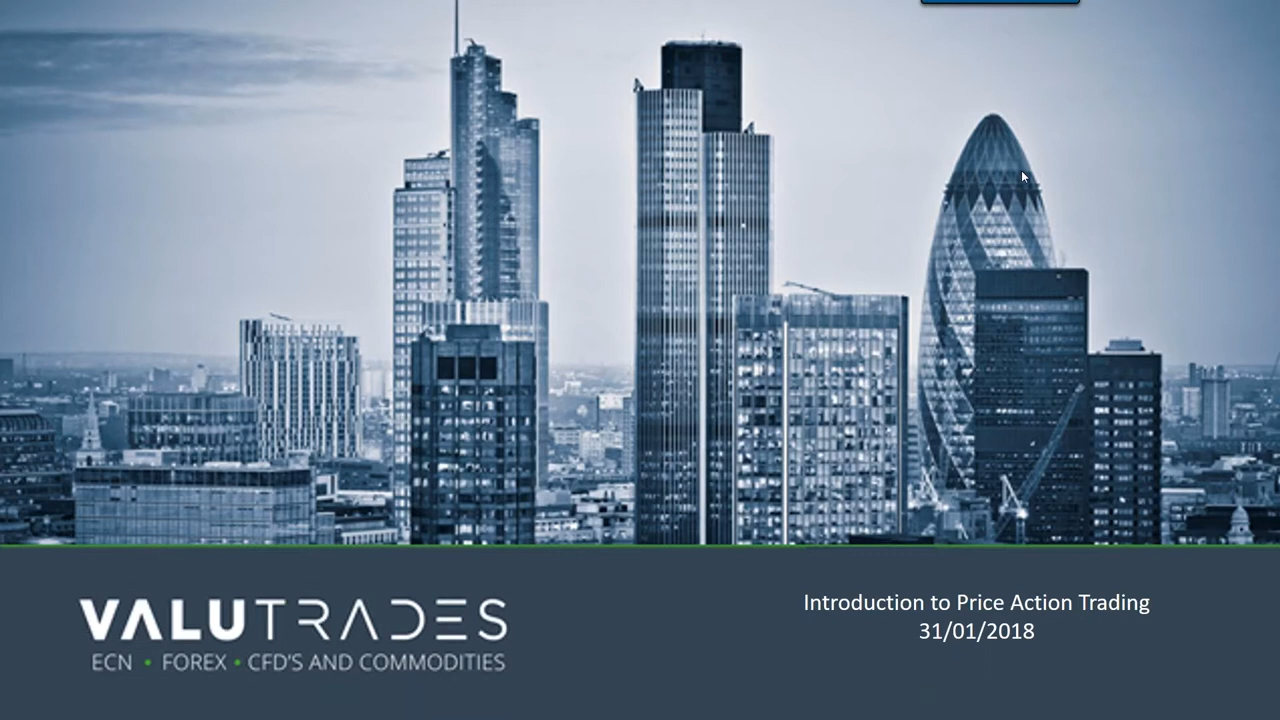 VALUTRADES
ECN • FOREX • CFD'S AND COMMODITIES
Introduction to Price Action Trading
31/01/2018